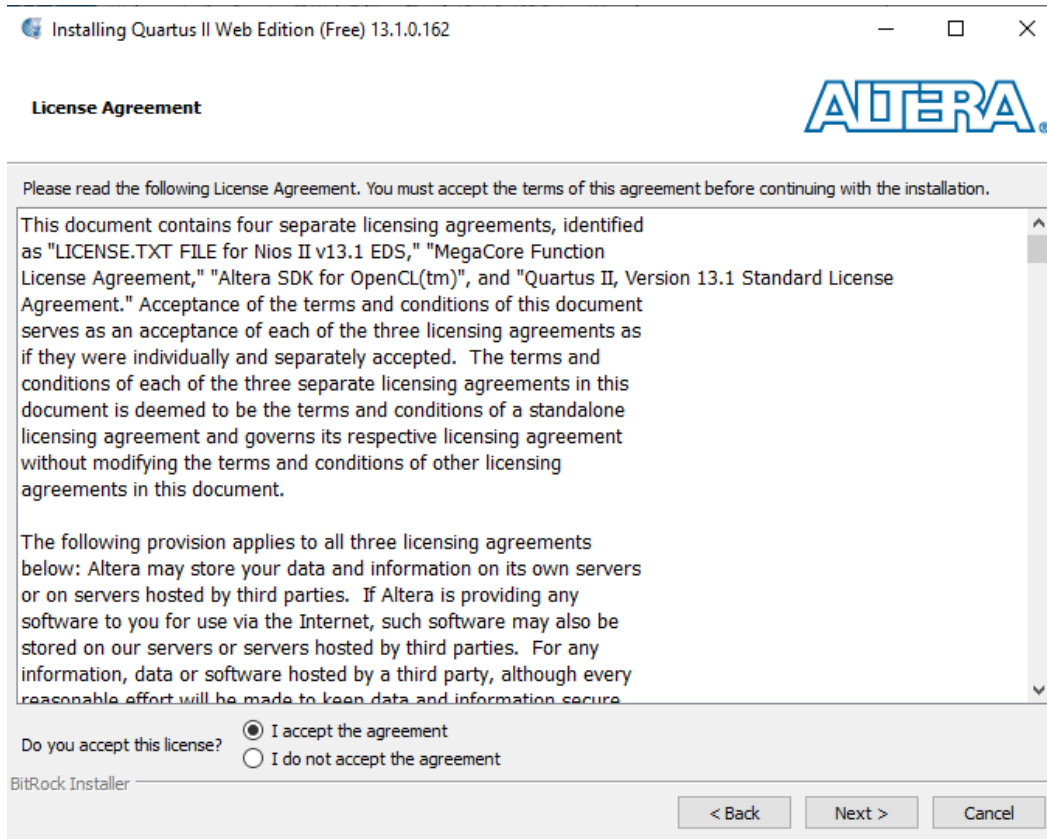 Installing Quartus II Web Edition (Free) 13.1.0.162
License Agreement
ALTERA®
Please read the following License Agreement. You must accept the terms of this agreement before continuing with the installation.
This document contains four separate licensing agreements, identified
as "LICENSE.TXT FILE for Nios II v13.1 EDS," "MegaCore Function
License Agreement," "Altera SDK for OpenCL(tm)", and "Quartus II, Version 13.1 Standard License
Agreement." Acceptance of the terms and conditions of this document
serves as an acceptance of each of the three licensing agreements as
if they were individually and separately accepted.  The terms and
conditions of each of the three separate licensing agreements in this
document is deemed to be the terms and conditions of a standalone
licensing agreement and governs its respective licensing agreement
without modifying the terms and conditions of other licensing
agreements in this document.
The following provision applies to all three licensing agreements
below: Altera may store your data and information on its own servers
or on servers hosted by third parties.  If Altera is providing any
software to you for use via the Internet, such software may also be
stored on our servers or servers hosted by third parties.  For any
information, data or software hosted by a third party, although every
reasonable effort will be made to keep data and information secure
Do you accept this license?
I accept the agreement
I do not accept the agreement
BitRock Installer
< Back
Next >
Cancel